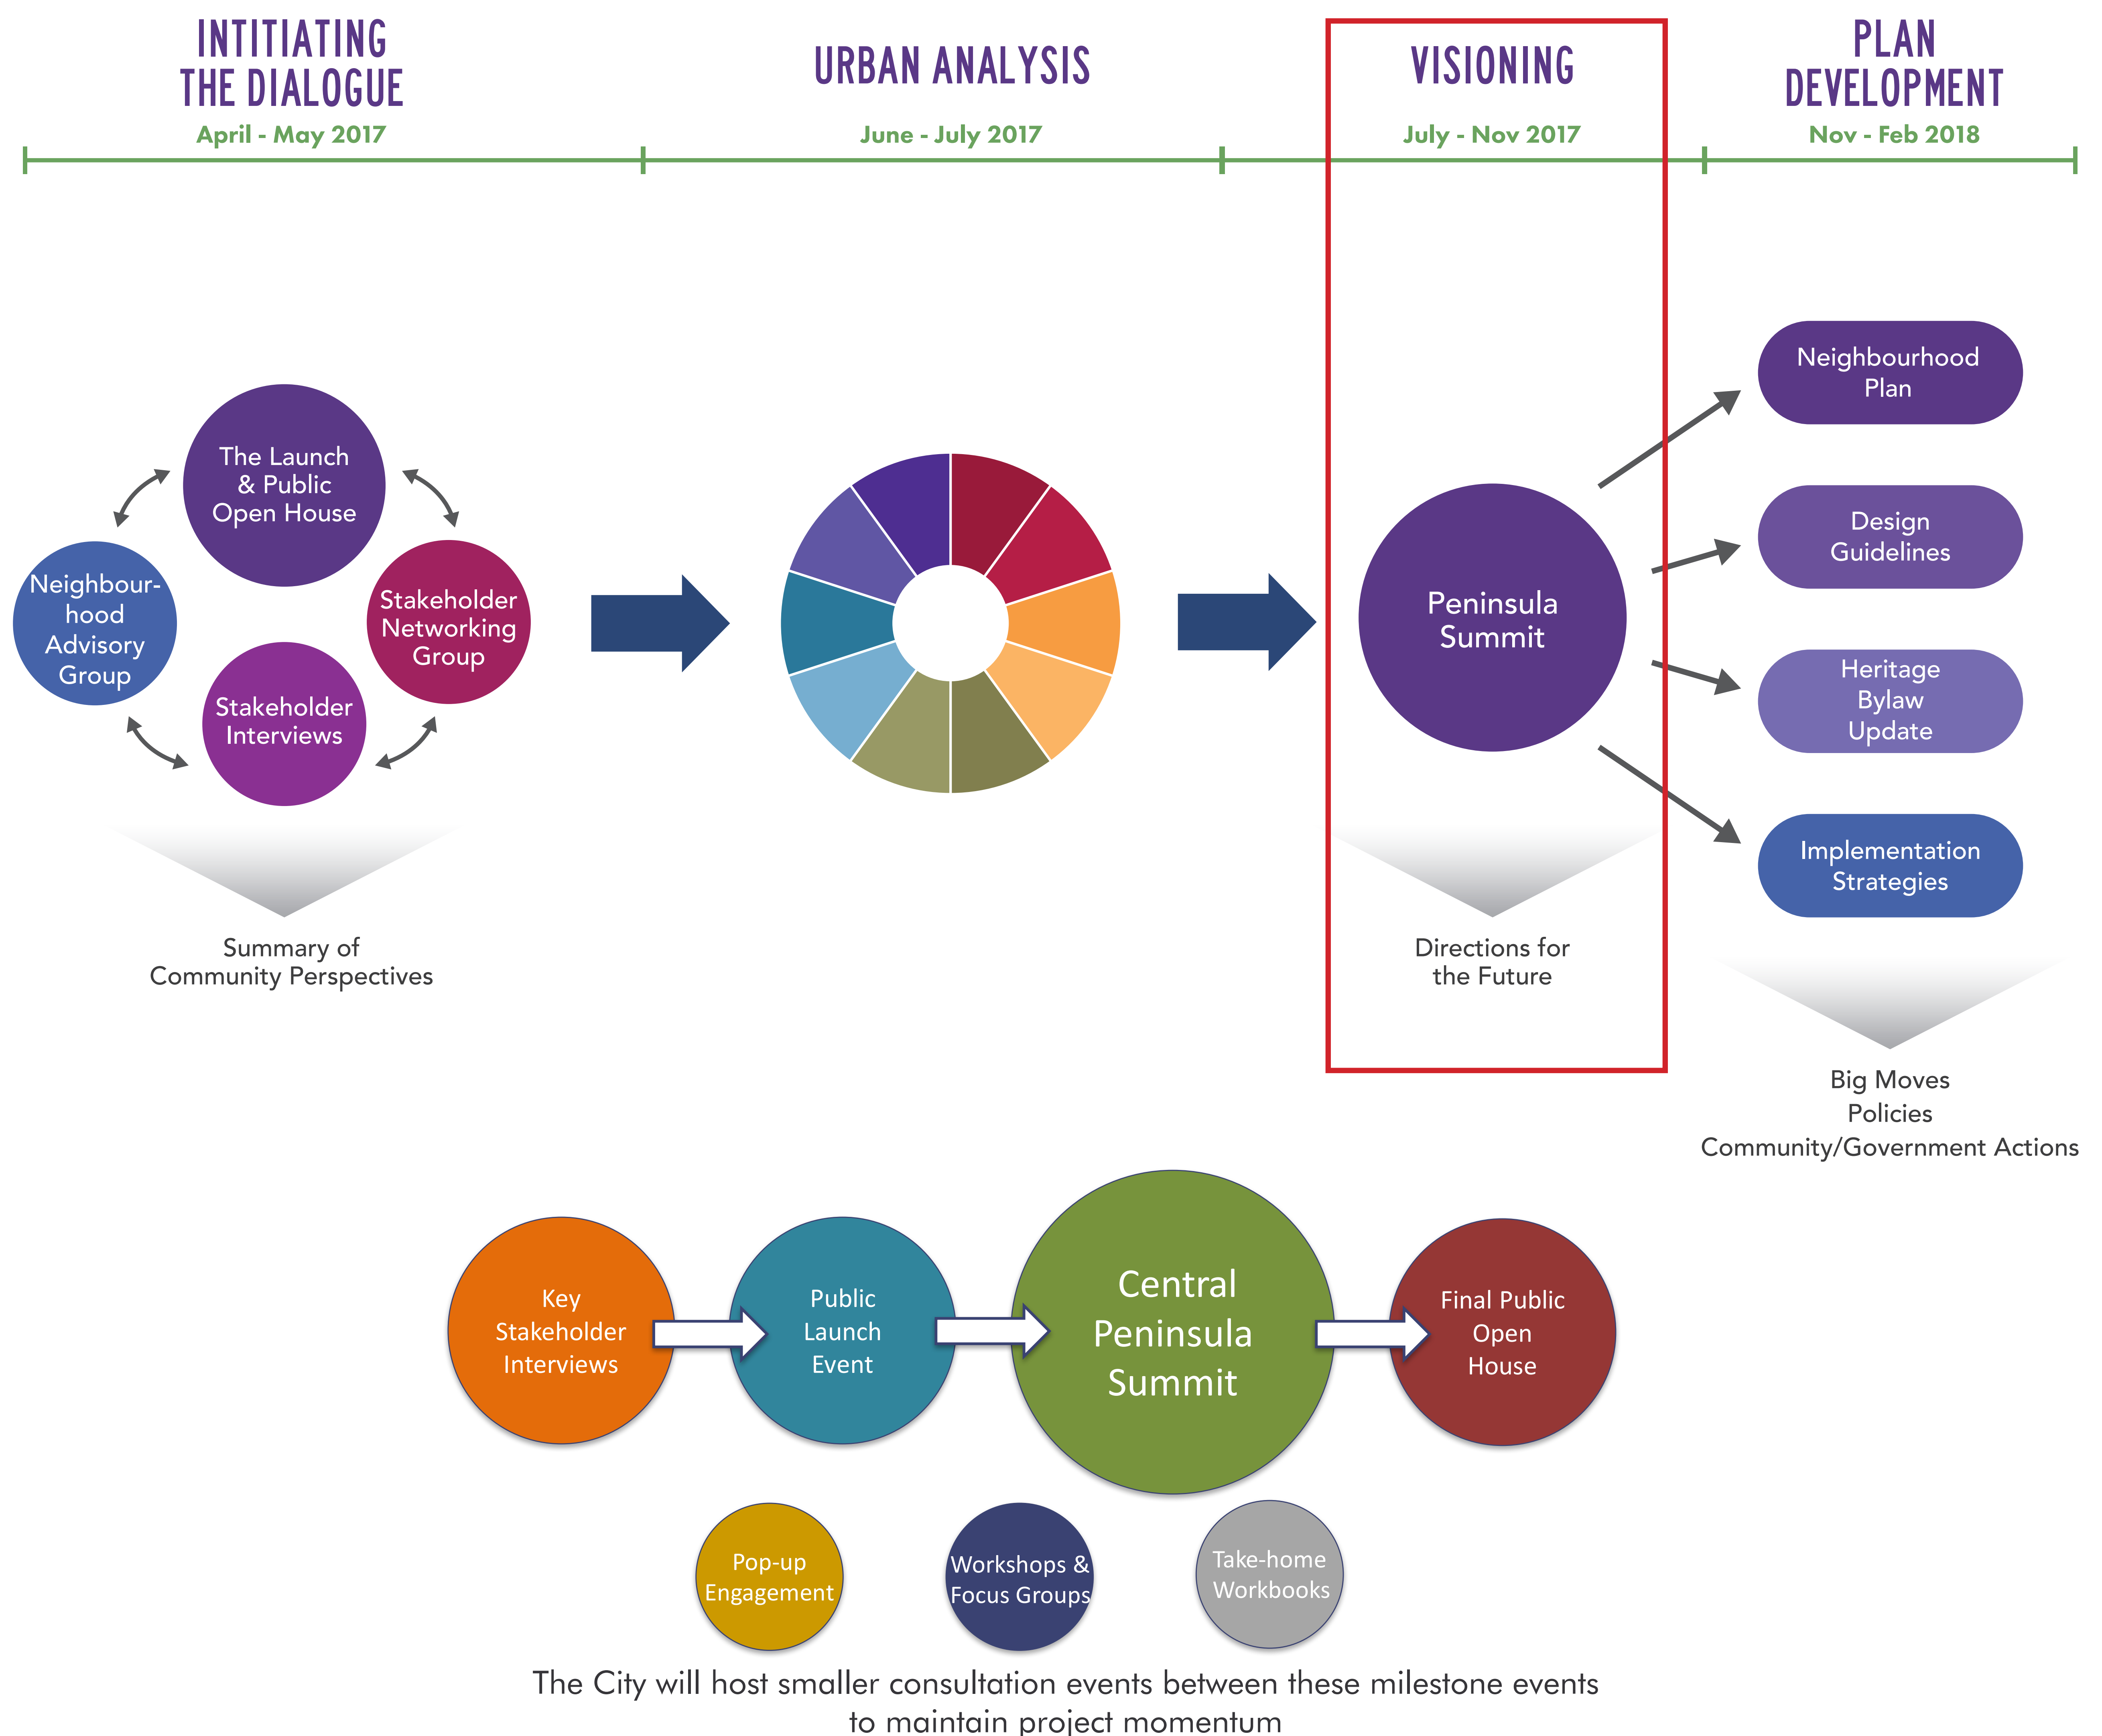 INTITIATING
THE DIALOGUE
April - May 2017
URBAN ANALYSIS
June - July 2017
VISIONING
July - Nov 2017
PLAN
DEVELOPMENT
Nov - Feb 2018
The Launch
& Public
Open House
Neighbour-
hood
Advisory
Group
Stakeholder
Networking
Group
Stakeholder
Interviews
Summary of
Community Perspectives
Peninsula
Summit
Directions for
the Future
Neighbourhood
Plan
Design
Guidelines
Heritage
Bylaw
Update
Implementation
Strategies
Big Moves
Policies
Community/Government Actions
Key
Stakeholder
Interviews
Public
Launch
Event
Central
Peninsula
Summit
Final Public
Open
House
Pop-up
Engagement
Workshops &
Focus Groups
Take-home
Workbooks
The City will host smaller consultation events between these milestone events
to maintain project momentum